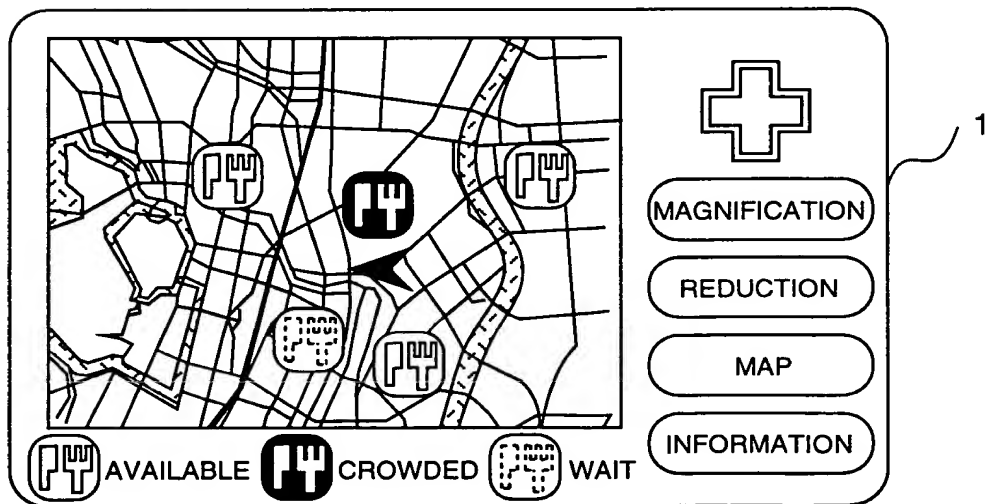 1
MAGNIFICATION
REDUCTION
MAP
INFORMATION
AVAILABLE CROWDED WAIT